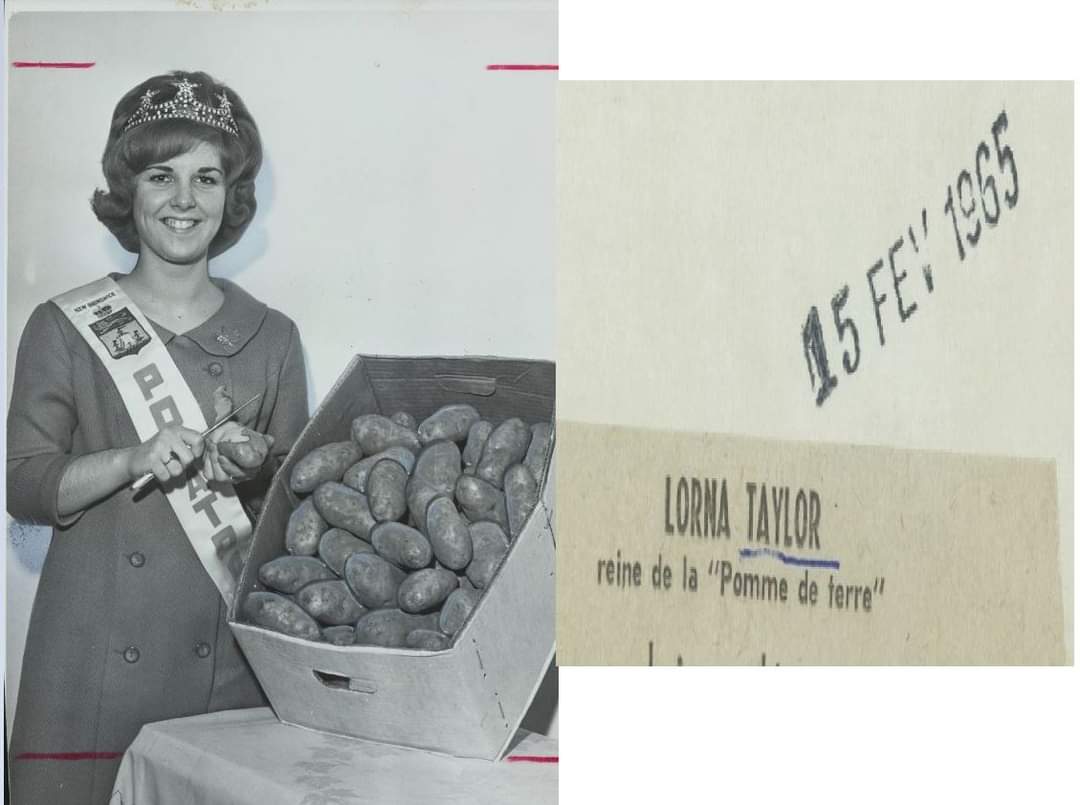 NEW BRUNSWICK
POTATO
15 FEV 1965
LORNA TAYLOR
reine de la "Pomme de terre"